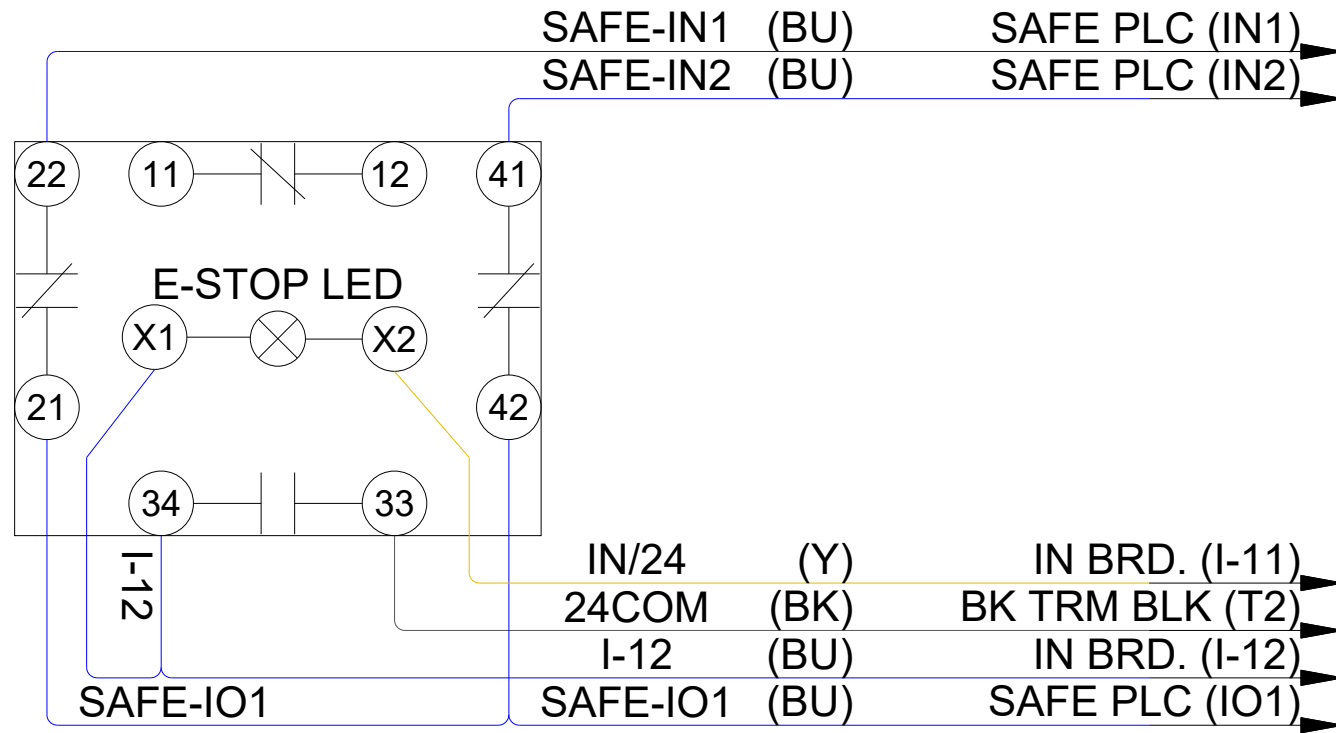 SAFE-IN1 (BU) SAFE PLC (IN1)
SAFE-IN2 (BU) SAFE PLC (IN2)
22 11 12 41
E-STOP LED
X1 X2
21 42
34 33
I-12
IN/24 (Y) IN BRD. (I-11)
24COM (BK) BK TRM BLK (T2)
I-12 (BU) IN BRD. (I-12)
SAFE-IO1 SAFE-IO1 (BU) SAFE PLC (IO1)